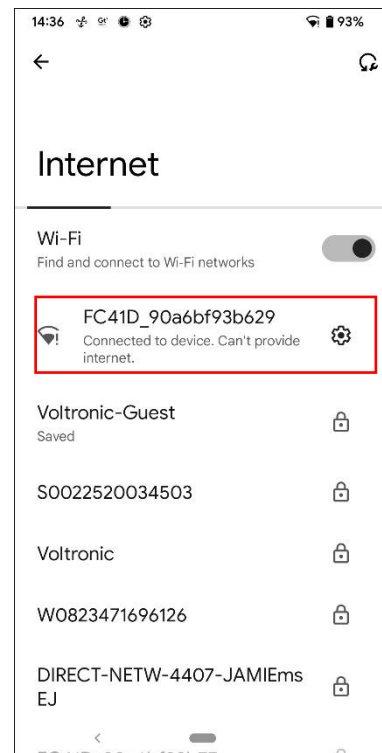 14:36 93%
Internet
Wi-Fi
Find and connect to Wi-Fi networks
FC41D_90a6bf93b629
Connected to device. Can't provide
internet.
Voltronic-Guest
Saved
S0022520034503
Voltronic
W0823471696126
DIRECT-NETW-4407-JAMIEms
EJ